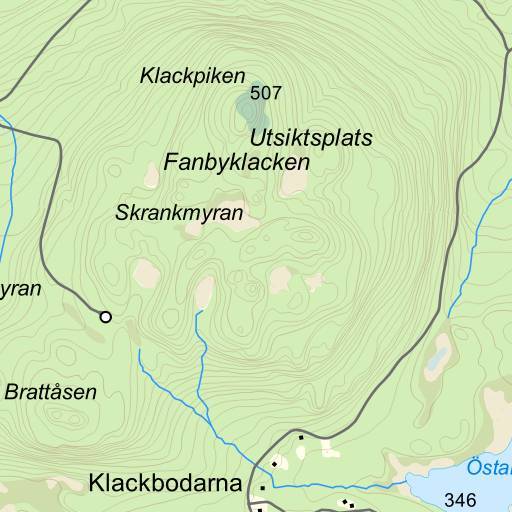 Klackpiken
507
Utsiktsplats
Fanbyklacken
Skrankmyran
yran
Brattåsen
Klackbodarna
Östa
346